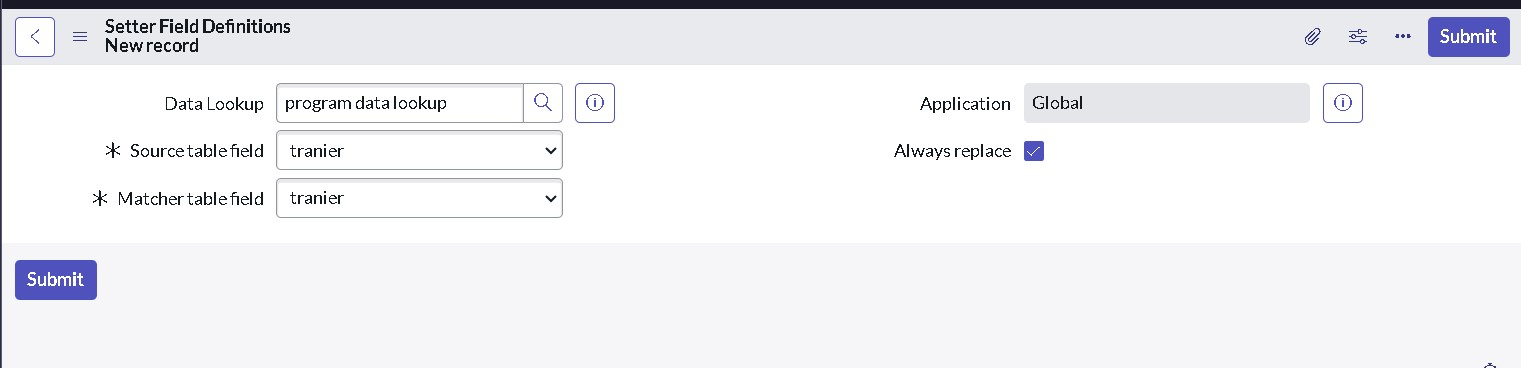 Setter Field Definitions
New record
Submit
Data Lookup program data lookup
Application Global
Source table field tranier
Always replace
Matcher table field tranier
Submit